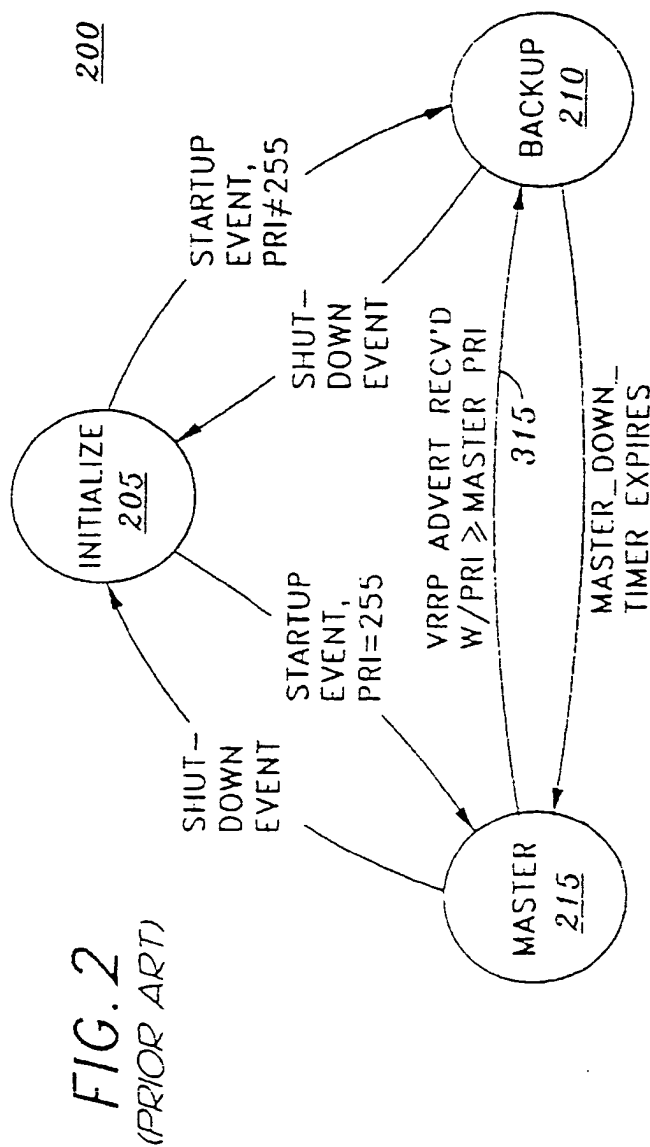 FIG. 2
(PRIOR ART)
200
INITIALIZE
205
SHUT-
DOWN
EVENT
STARTUP
EVENT,
PRI=255
SHUT-
DOWN
EVENT
STARTUP
EVENT,
PRI≠255
MASTER
215
VRRP ADVERT RECV'D
W/PRI ⩾ MASTER PRI
315
MASTER_DOWN_
TIMER EXPIRES
BACKUP
210